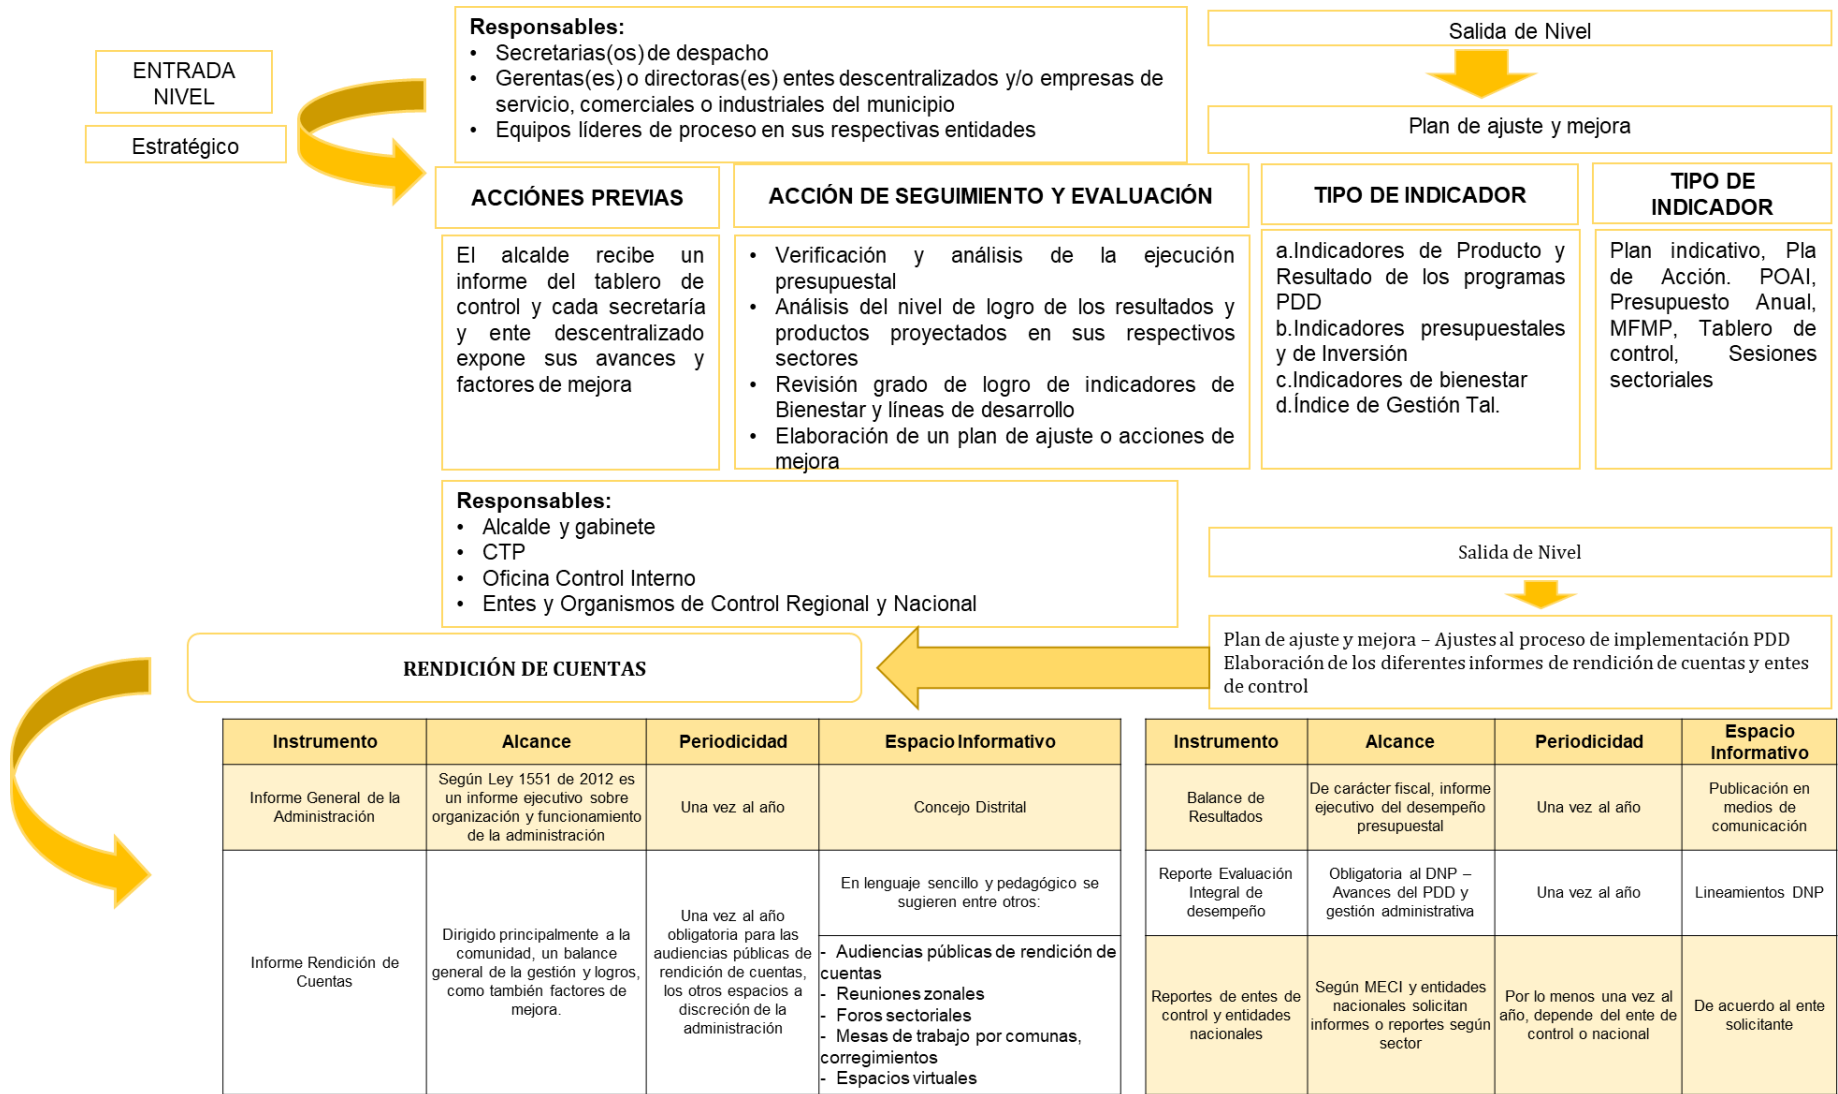 ENTRADA
NIVEL
Estratégico
Responsables:
• Secretarias(os) de despacho
• Gerentas(es) o directoras(es) entes descentralizados y/o empresas de
servicio, comerciales o industriales del municipio
• Equipos líderes de proceso en sus respectivas entidades
Salida de Nivel
Plan de ajuste y mejora
ACCIÓNES PREVIAS
El alcalde recibe un
informe del tablero de
control y cada secretaría
y ente descentralizado
expone sus avances y
factores de mejora
ACCIÓN DE SEGUIMIENTO Y EVALUACIÓN
• Verificación y análisis de la ejecución
presupuestal
• Análisis del nivel de logro de los resultados y
productos proyectados en sus respectivos
sectores
• Revisión grado de logro de indicadores de
Bienestar y líneas de desarrollo
• Elaboración de un plan de ajuste o acciones de
mejora
TIPO DE INDICADOR
a.Indicadores de Producto y
Resultado de los programas
PDD
b.Indicadores presupuestales
y de Inversión
c.Indicadores de bienestar
d.Índice de Gestión Tal.
TIPO DE
INDICADOR
Plan indicativo, Pla
de Acción. POAI,
Presupuesto Anual,
MFMP, Tablero de
control, Sesiones
sectoriales
Responsables:
• Alcalde y gabinete
• CTP
• Oficina Control Interno
• Entes y Organismos de Control Regional y Nacional
Salida de Nivel
Plan de ajuste y mejora – Ajustes al proceso de implementación PDD
Elaboración de los diferentes informes de rendición de cuentas y entes
de control
RENDICIÓN DE CUENTAS
Instrumento
Alcance
Periodicidad
Espacio Informativo
Informe General de la
Administración
Según Ley 1551 de 2012 es
un informe ejecutivo sobre
organización y funcionamiento
de la administración
Una vez al año
Concejo Distrital
Informe Rendición de
Cuentas
Dirigido principalmente a la
comunidad, un balance
general de la gestión y logros,
como también factores de
mejora.
Una vez al año
obligatoria para las
audiencias públicas de
rendición de cuentas,
los otros espacios a
discreción de la
administración
En lenguaje sencillo y pedagógico se
sugieren entre otros:
- Audiencias públicas de rendición de
cuentas
- Reuniones zonales
- Foros sectoriales
- Mesas de trabajo por comunas,
corregimientos
- Espacios virtuales
Instrumento
Alcance
Periodicidad
Espacio
Informativo
Balance de
Resultados
De carácter fiscal, informe
ejecutivo del desempeño
presupuestal
Una vez al año
Publicación en
medios de
comunicación
Reporte Evaluación
Integral de
desempeño
Obligatoria al DNP –
Avances del PDD y
gestión administrativa
Una vez al año
Lineamientos DNP
Reportes de entes de
control y entidades
nacionales
Según MECI y entidades
nacionales solicitan
informes o reportes según
sector
Por lo menos una vez al
año, depende del ente de
control o nacional
De acuerdo al ente
solicitante